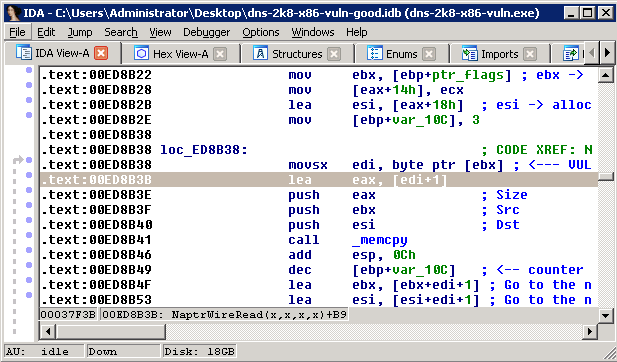 IDA - C:\Users\Administrator\Desktop\dns-2k8-x86-vuln-good.idb (dns-2k8-x86-vuln.exe)
File Edit Jump Search View Debugger Options Windows Help
IDA View-A Hex View-A Structures Enums Imports
.text:00ED8B22 mov ebx, [ebp+ptr_flags] ; ebx ->
.text:00ED8B28 mov [eax+14h], ecx
.text:00ED8B2B lea esi, [eax+18h] ; esi -> alloc
.text:00ED8B2E mov [ebp+var_10C], 3
.text:00ED8B38
.text:00ED8B38 loc_ED8B38: ; CODE XREF: N
.text:00ED8B38 movsx edi, byte ptr [ebx] ; <--- VUL
.text:00ED8B3B lea eax, [edi+1]
.text:00ED8B3E push eax ; Size
.text:00ED8B3F push ebx ; Src
.text:00ED8B40 push esi ; Dst
.text:00ED8B41 call _memcpy
.text:00ED8B46 add esp, 0Ch
.text:00ED8B49 dec [ebp+var_10C] ; <-- counter
.text:00ED8B4F lea ebx, [ebx+edi+1] ; Go to the n
.text:00ED8B53 lea esi, [esi+edi+1] ; Go to the n
00037F3B 00ED8B3B: NaptrWireRead(x,x,x,x)+B9
AU: idle Down Disk: 18GB